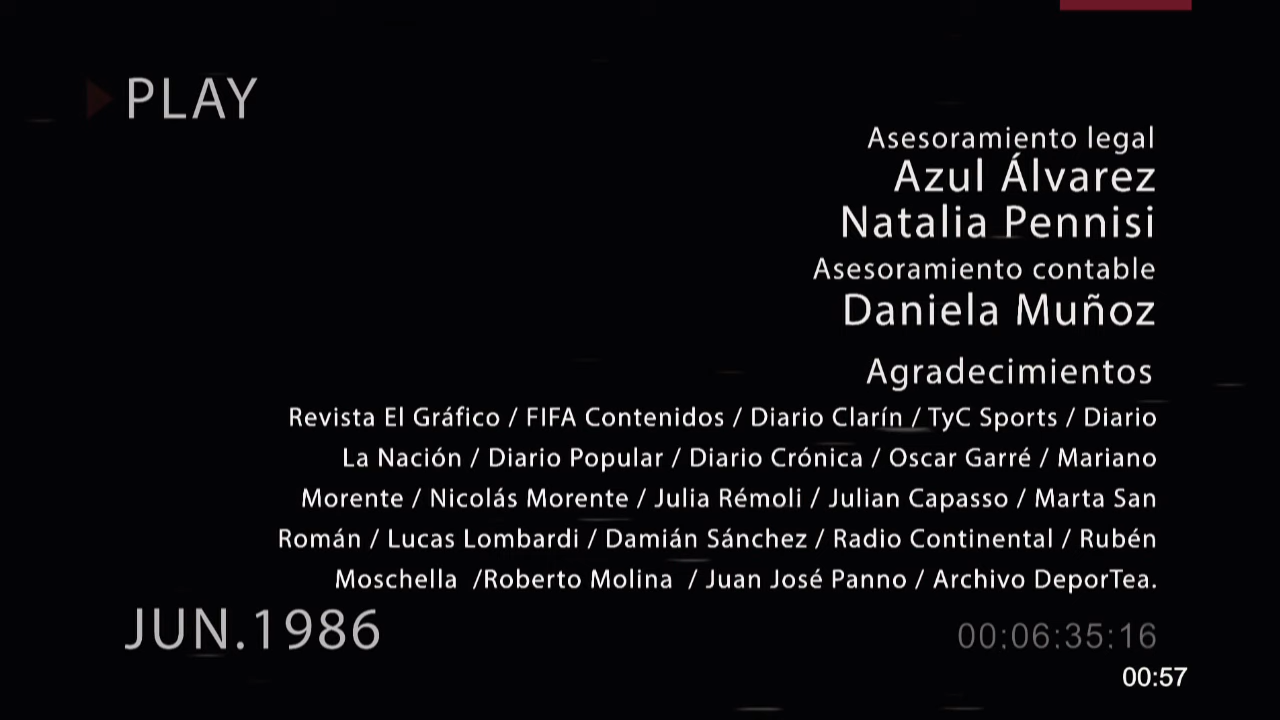 PLAY
Asesoramiento legal
Azul Álvarez
Natalia Pennisi
Asesoramiento contable
Daniela Muñoz
Agradecimientos
Revista El Gráfico / FIFA Contenidos / Diario Clarín / TyC Sports / Diario
La Nación / Diario Popular / Diario Crónica / Oscar Garré / Mariano
Morente / Nicolás Morente / Julia Rémoli / Julian Capasso / Marta San
Román / Lucas Lombardi / Damián Sánchez / Radio Continental / Rubén
Moschella /Roberto Molina / Juan José Panno / Archivo DeporTea.
JUN.1986
00:06:35:16
00:57